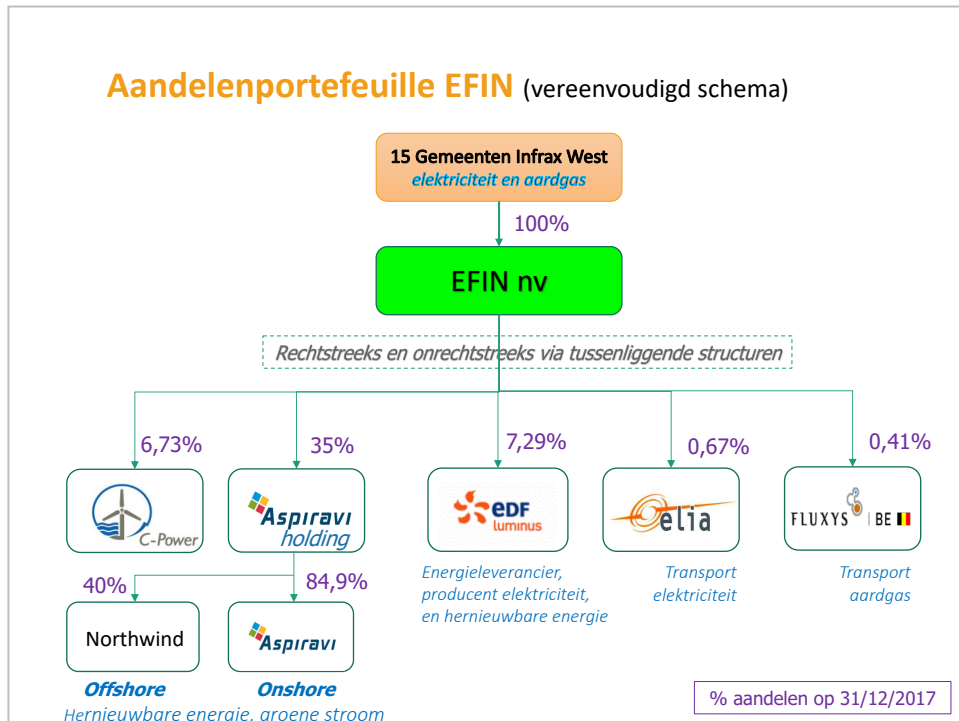 Aandelenportefeuille EFIN (vereenvoudigd schema)
15 Gemeenten Infrax West
elektriciteit en aardgas
100%
EFIN nv
Rechtstreeks en onrechtstreeks via tussenliggende structuren
6,73%
35%
7,29%
0,67%
0,41%
C-Power
Aspiravi
holding
eDF
luminus
elia
FLUXYS | BE
40%
84,9%
Energieleverancier,
producent elektriciteit,
en hernieuwbare energie
Transport
elektriciteit
Transport
aardgas
Northwind
Aspiravi
Offshore
Onshore
Hernieuwbare energie, groene stroom
% aandelen op 31/12/2017